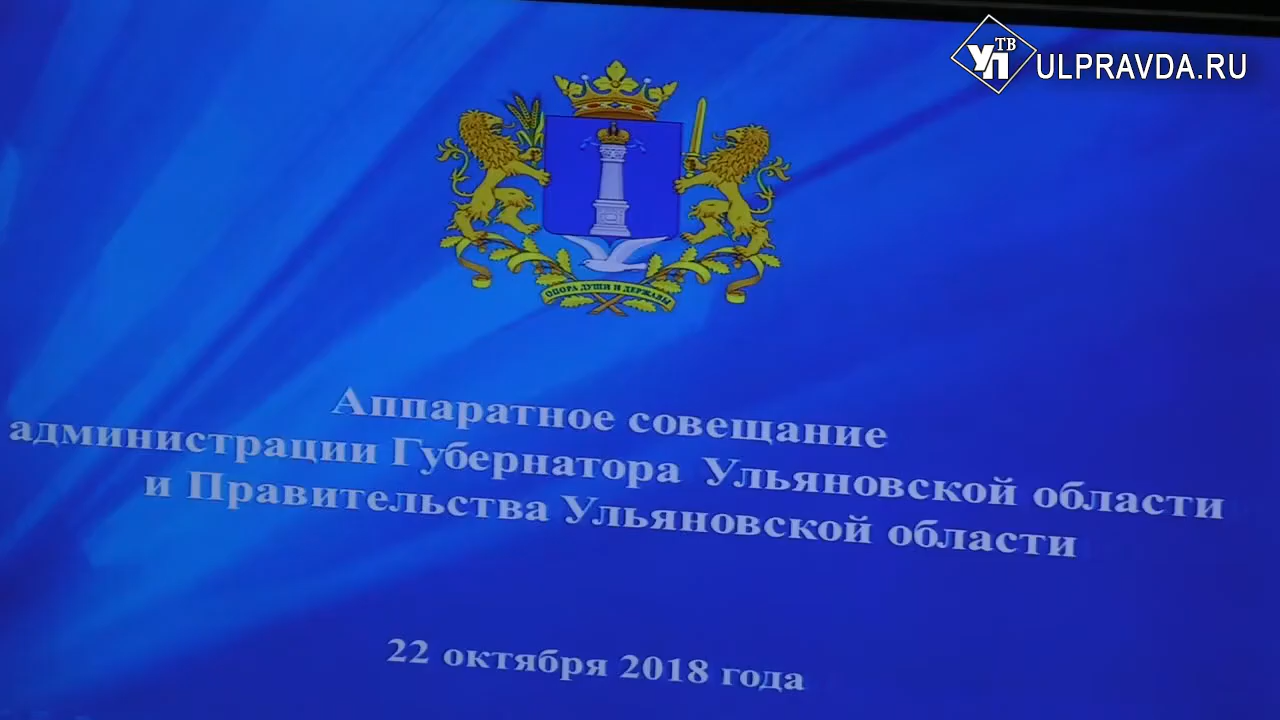 УП ТВ ULPRAVDA.RU
ОПОРА ДУШИ И ДЕРЖАВЫ
Аппаратное совещание
администрации Губернатора Ульяновской области
и Правительства Ульяновской области
22 октября 2018 года